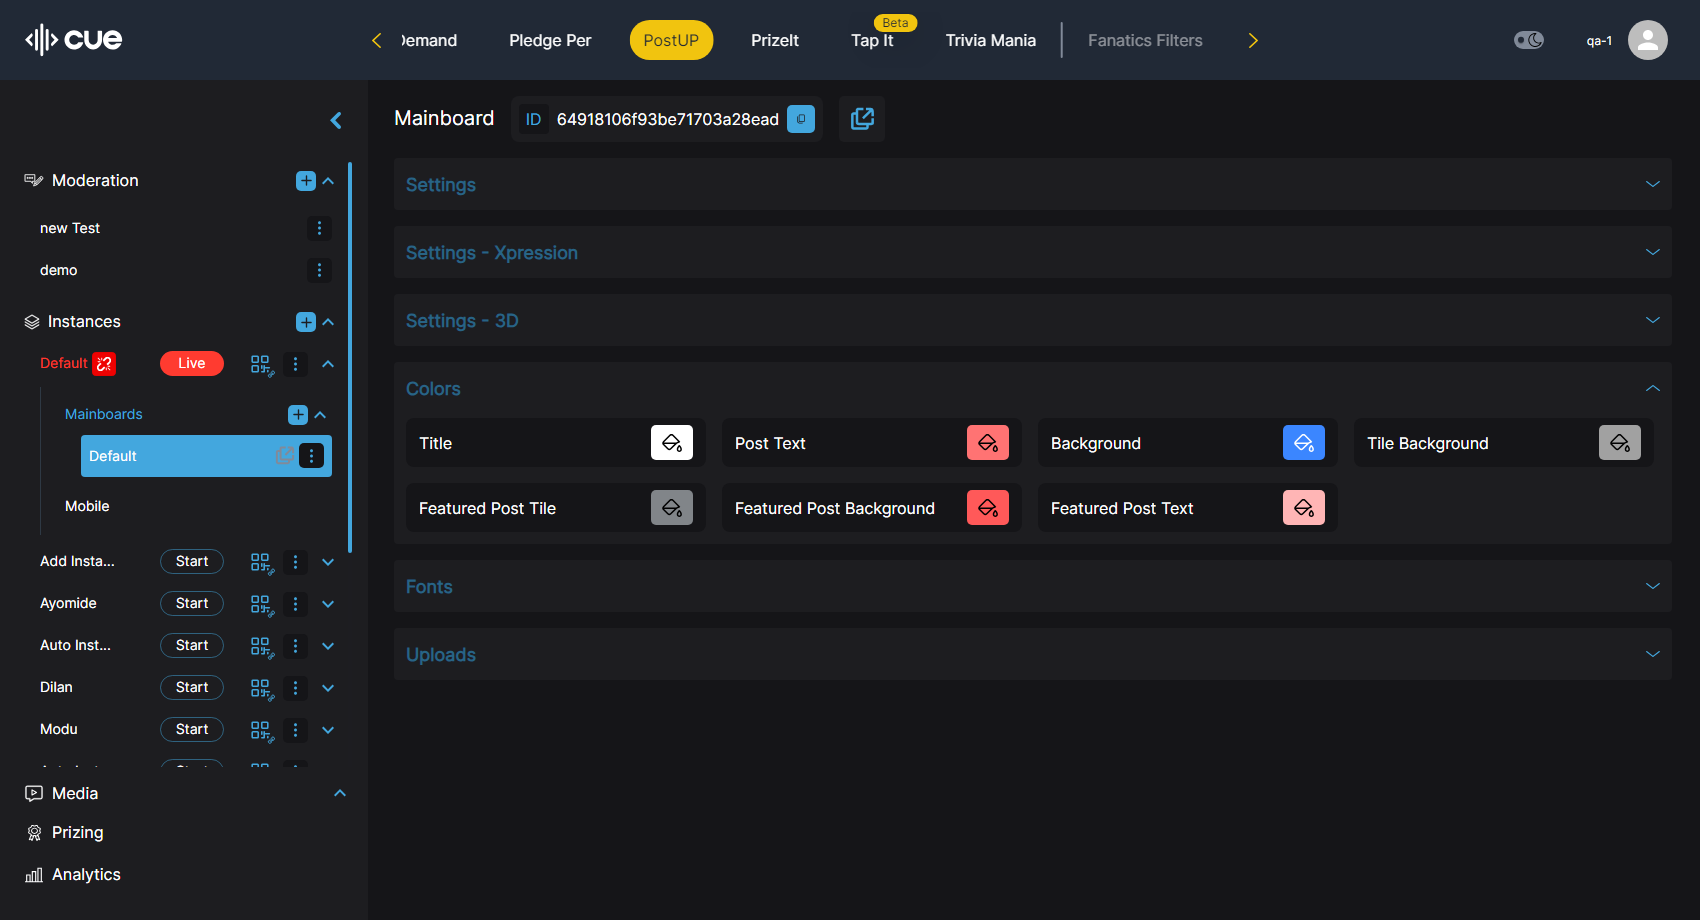 cue
Demand
Pledge Per
PostUP
PrizeIt
Beta
Tap It
Trivia Mania
Fanatics Filters
qa-1
Mainboard
ID
64918106f93be71703a28ead
Moderation
new Test
demo
Instances
Default
Live
Mainboards
Default
Mobile
Add Insta...
Start
Ayomide
Start
Auto Inst...
Start
Dilan
Start
Modu
Start
Media
Prizing
Analytics
Settings
Settings - Xpression
Settings - 3D
Colors
Title
Post Text
Background
Tile Background
Featured Post Tile
Featured Post Background
Featured Post Text
Fonts
Uploads